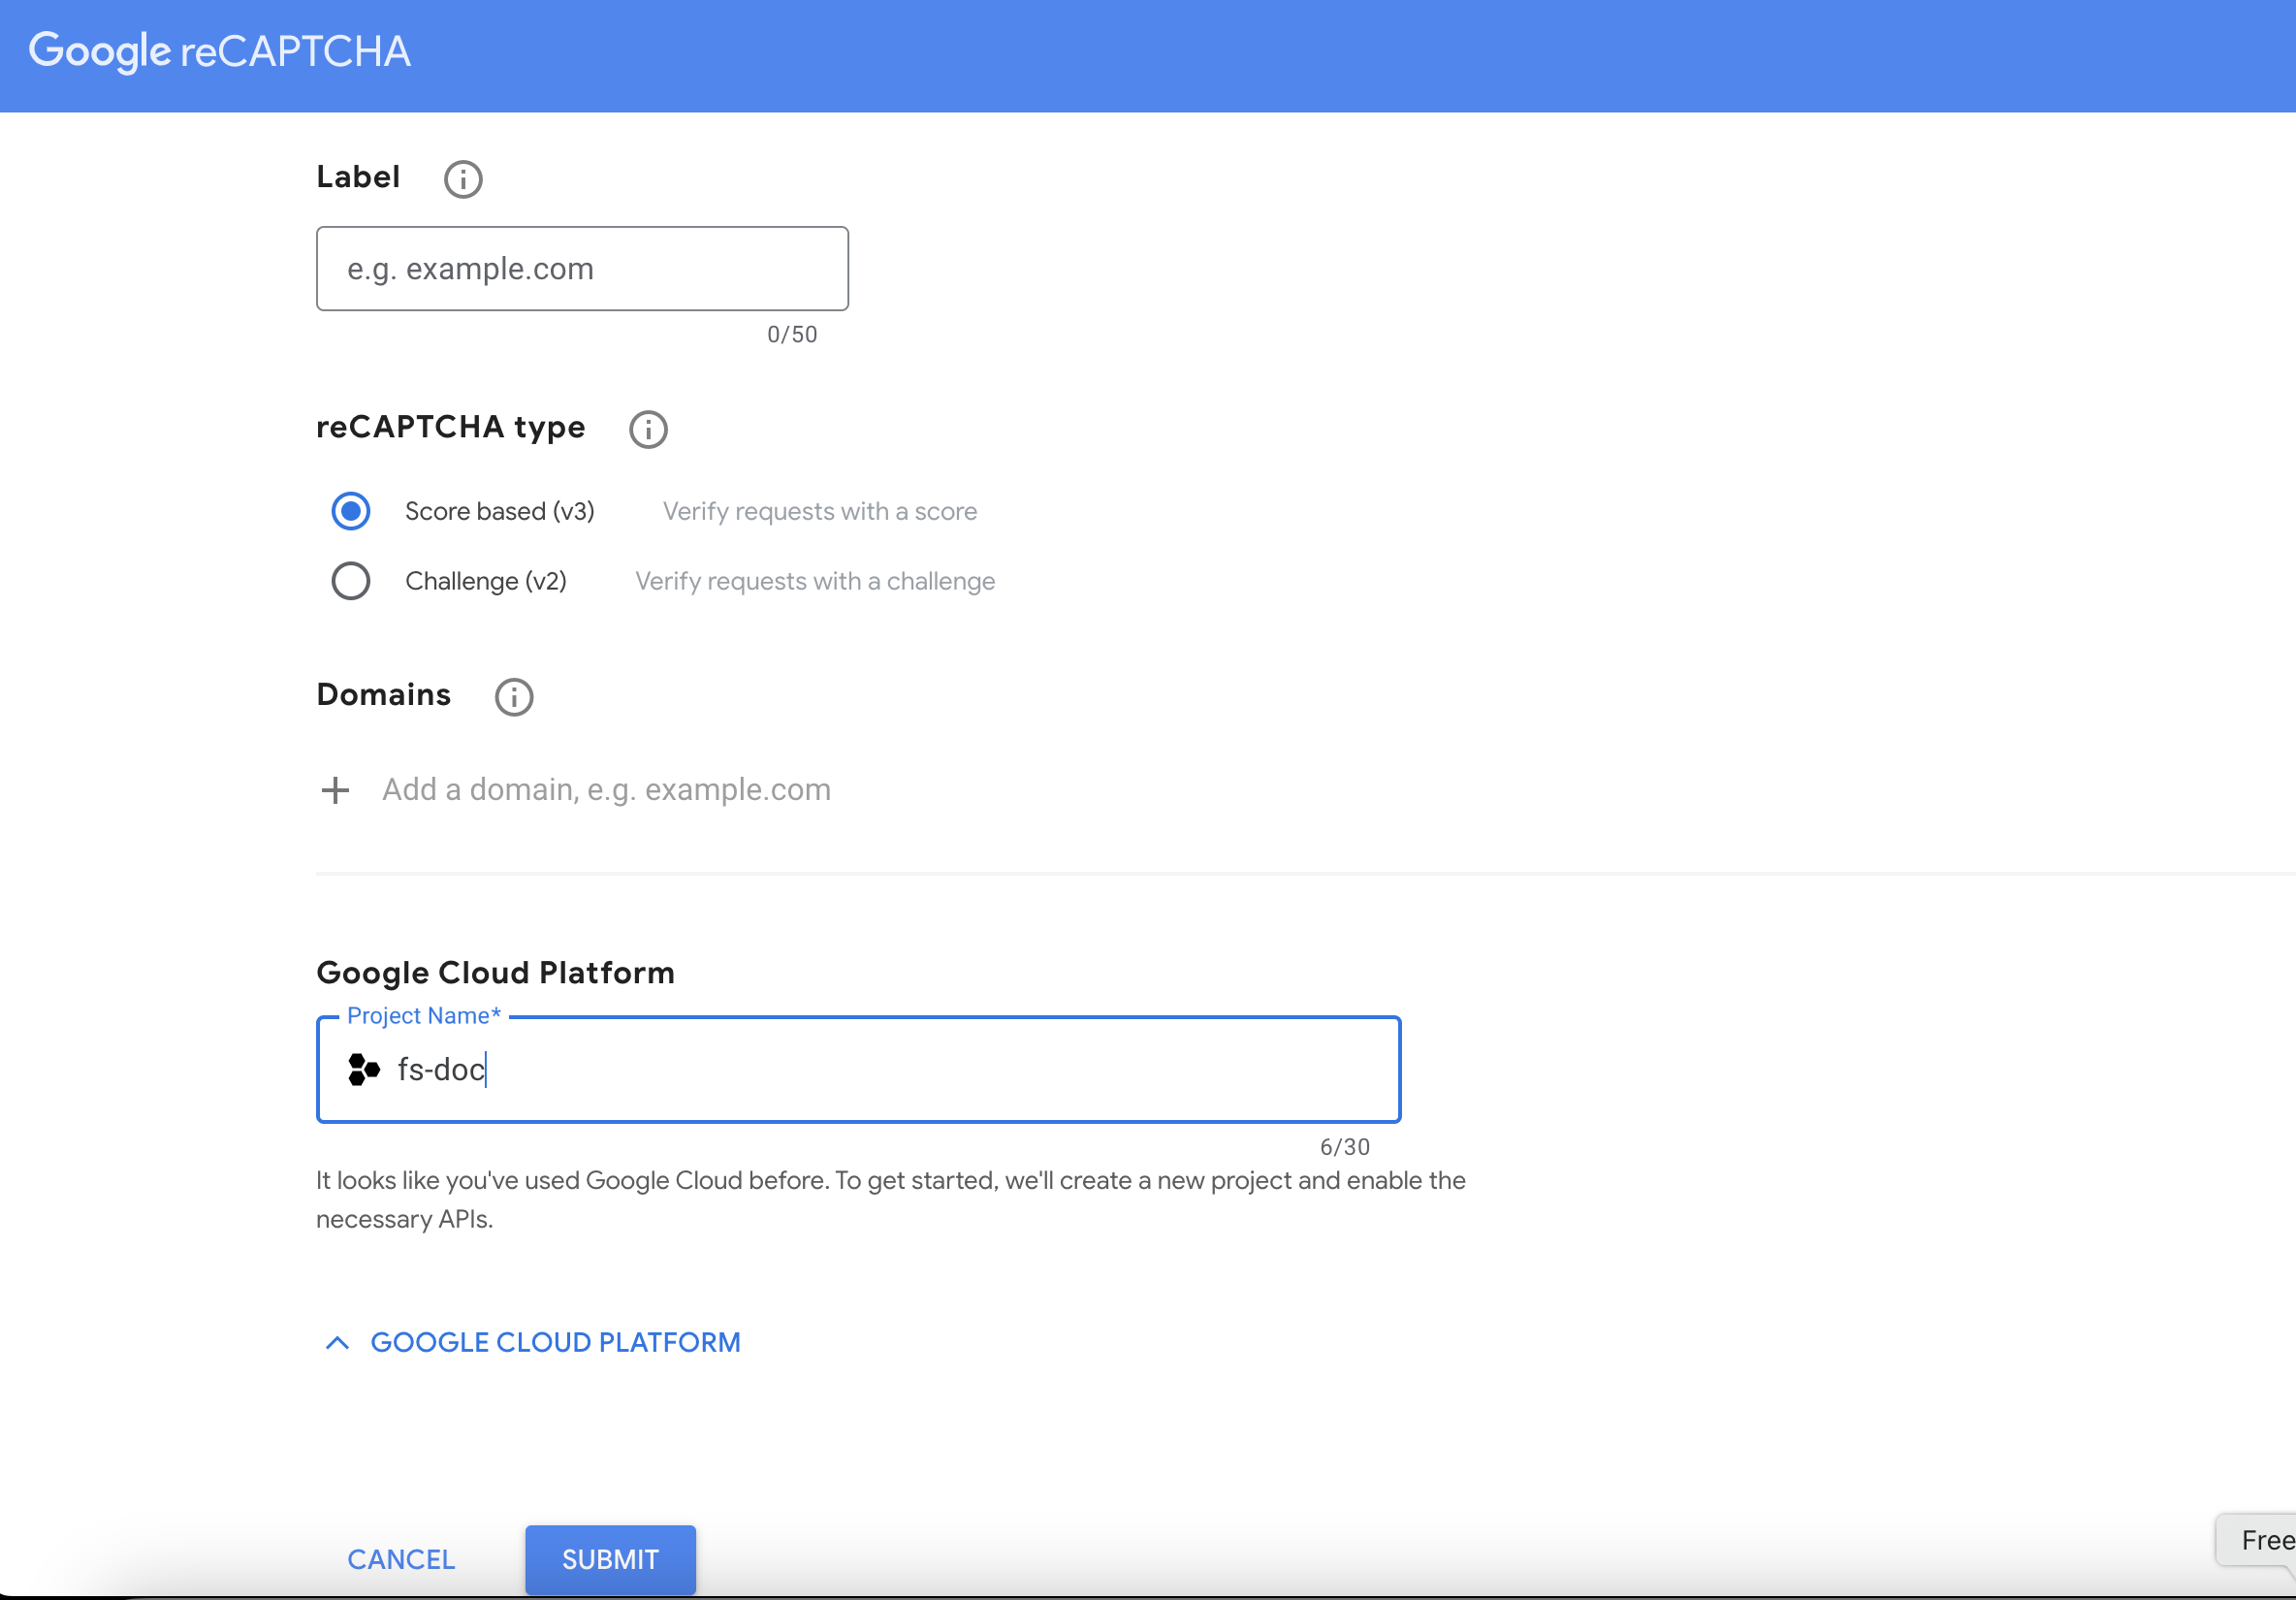 Google reCAPTCHA
Label
e.g. example.com
0/50
reCAPTCHA type
Score based (v3) Verify requests with a score
Challenge (v2) Verify requests with a challenge
Domains
Add a domain, e.g. example.com
Google Cloud Platform
Project Name*
fs-doc
6/30
It looks like you've used Google Cloud before. To get started, we'll create a new project and enable the
necessary APIs.
GOOGLE CLOUD PLATFORM
CANCEL SUBMIT
Free